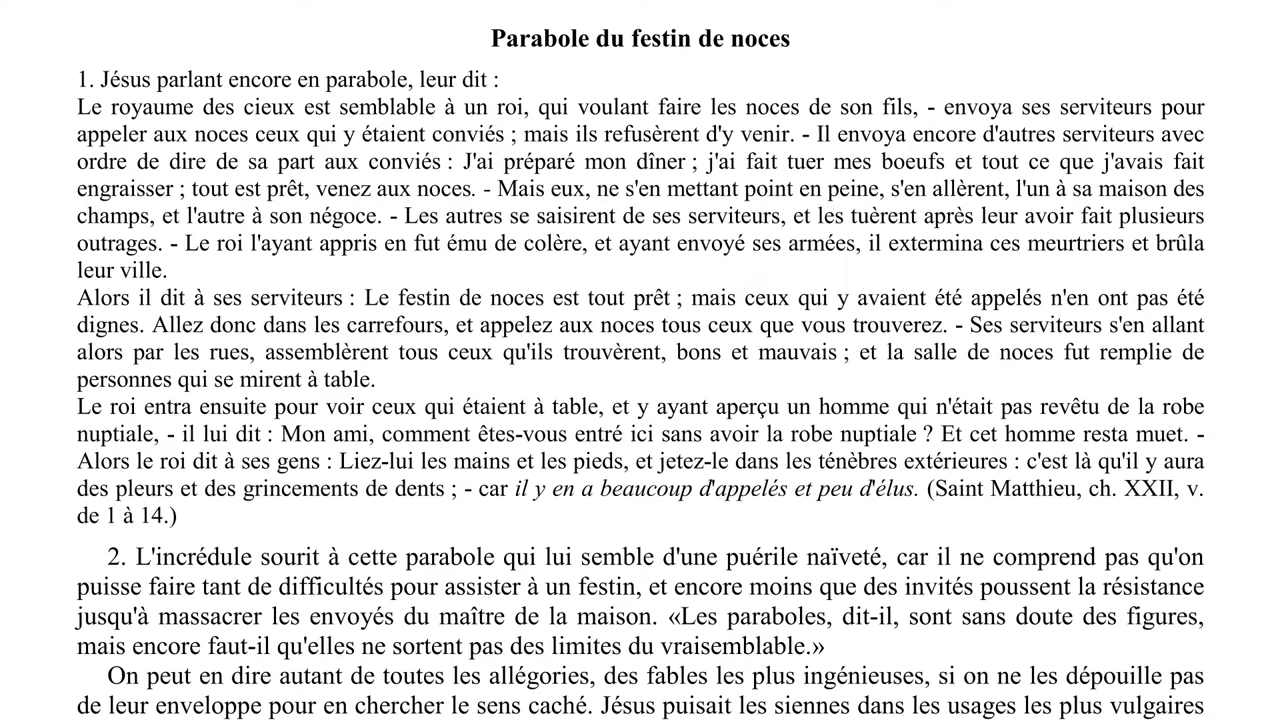 Parabole du festin de noces
1. Jésus parlant encore en parabole, leur dit :
Le royaume des cieux est semblable à un roi, qui voulant faire les noces de son fils, - envoya ses serviteurs pour
appeler aux noces ceux qui y étaient conviés ; mais ils refusèrent d'y venir. - Il envoya encore d'autres serviteurs avec
ordre de dire de sa part aux conviés : J'ai préparé mon dîner ; j'ai fait tuer mes boeufs et tout ce que j'avais fait
engraisser ; tout est prêt, venez aux noces. - Mais eux, ne s'en mettant point en peine, s'en allèrent, l'un à sa maison des
champs, et l'autre à son négoce. - Les autres se saisirent de ses serviteurs, et les tuèrent après leur avoir fait plusieurs
outrages. - Le roi l'ayant appris en fut ému de colère, et ayant envoyé ses armées, il extermina ces meurtriers et brûla
leur ville.
Alors il dit à ses serviteurs : Le festin de noces est tout prêt ; mais ceux qui y avaient été appelés n'en ont pas été
dignes. Allez donc dans les carrefours, et appelez aux noces tous ceux que vous trouverez. - Ses serviteurs s'en allant
alors par les rues, assemblèrent tous ceux qu'ils trouvèrent, bons et mauvais ; et la salle de noces fut remplie de
personnes qui se mirent à table.
Le roi entra ensuite pour voir ceux qui étaient à table, et y ayant aperçu un homme qui n'était pas revêtu de la robe
nuptiale, - il lui dit : Mon ami, comment êtes-vous entré ici sans avoir la robe nuptiale ? Et cet homme resta muet. -
Alors le roi dit à ses gens : Liez-lui les mains et les pieds, et jetez-le dans les ténèbres extérieures : c'est là qu'il y aura
des pleurs et des grincements de dents ; - car il y en a beaucoup d'appelés et peu d'élus. (Saint Matthieu, ch. XXII, v.
de 1 à 14.)
2. L'incrédule sourit à cette parabole qui lui semble d'une puérile naïveté, car il ne comprend pas qu'on
puisse faire tant de difficultés pour assister à un festin, et encore moins que des invités poussent la résistance
jusqu'à massacrer les envoyés du maître de la maison. «Les paraboles, dit-il, sont sans doute des figures,
mais encore faut-il qu'elles ne sortent pas des limites du vraisemblable.»
On peut en dire autant de toutes les allégories, des fables les plus ingénieuses, si on ne les dépouille pas
de leur enveloppe pour en chercher le sens caché. Jésus puisait les siennes dans les usages les plus vulgaires